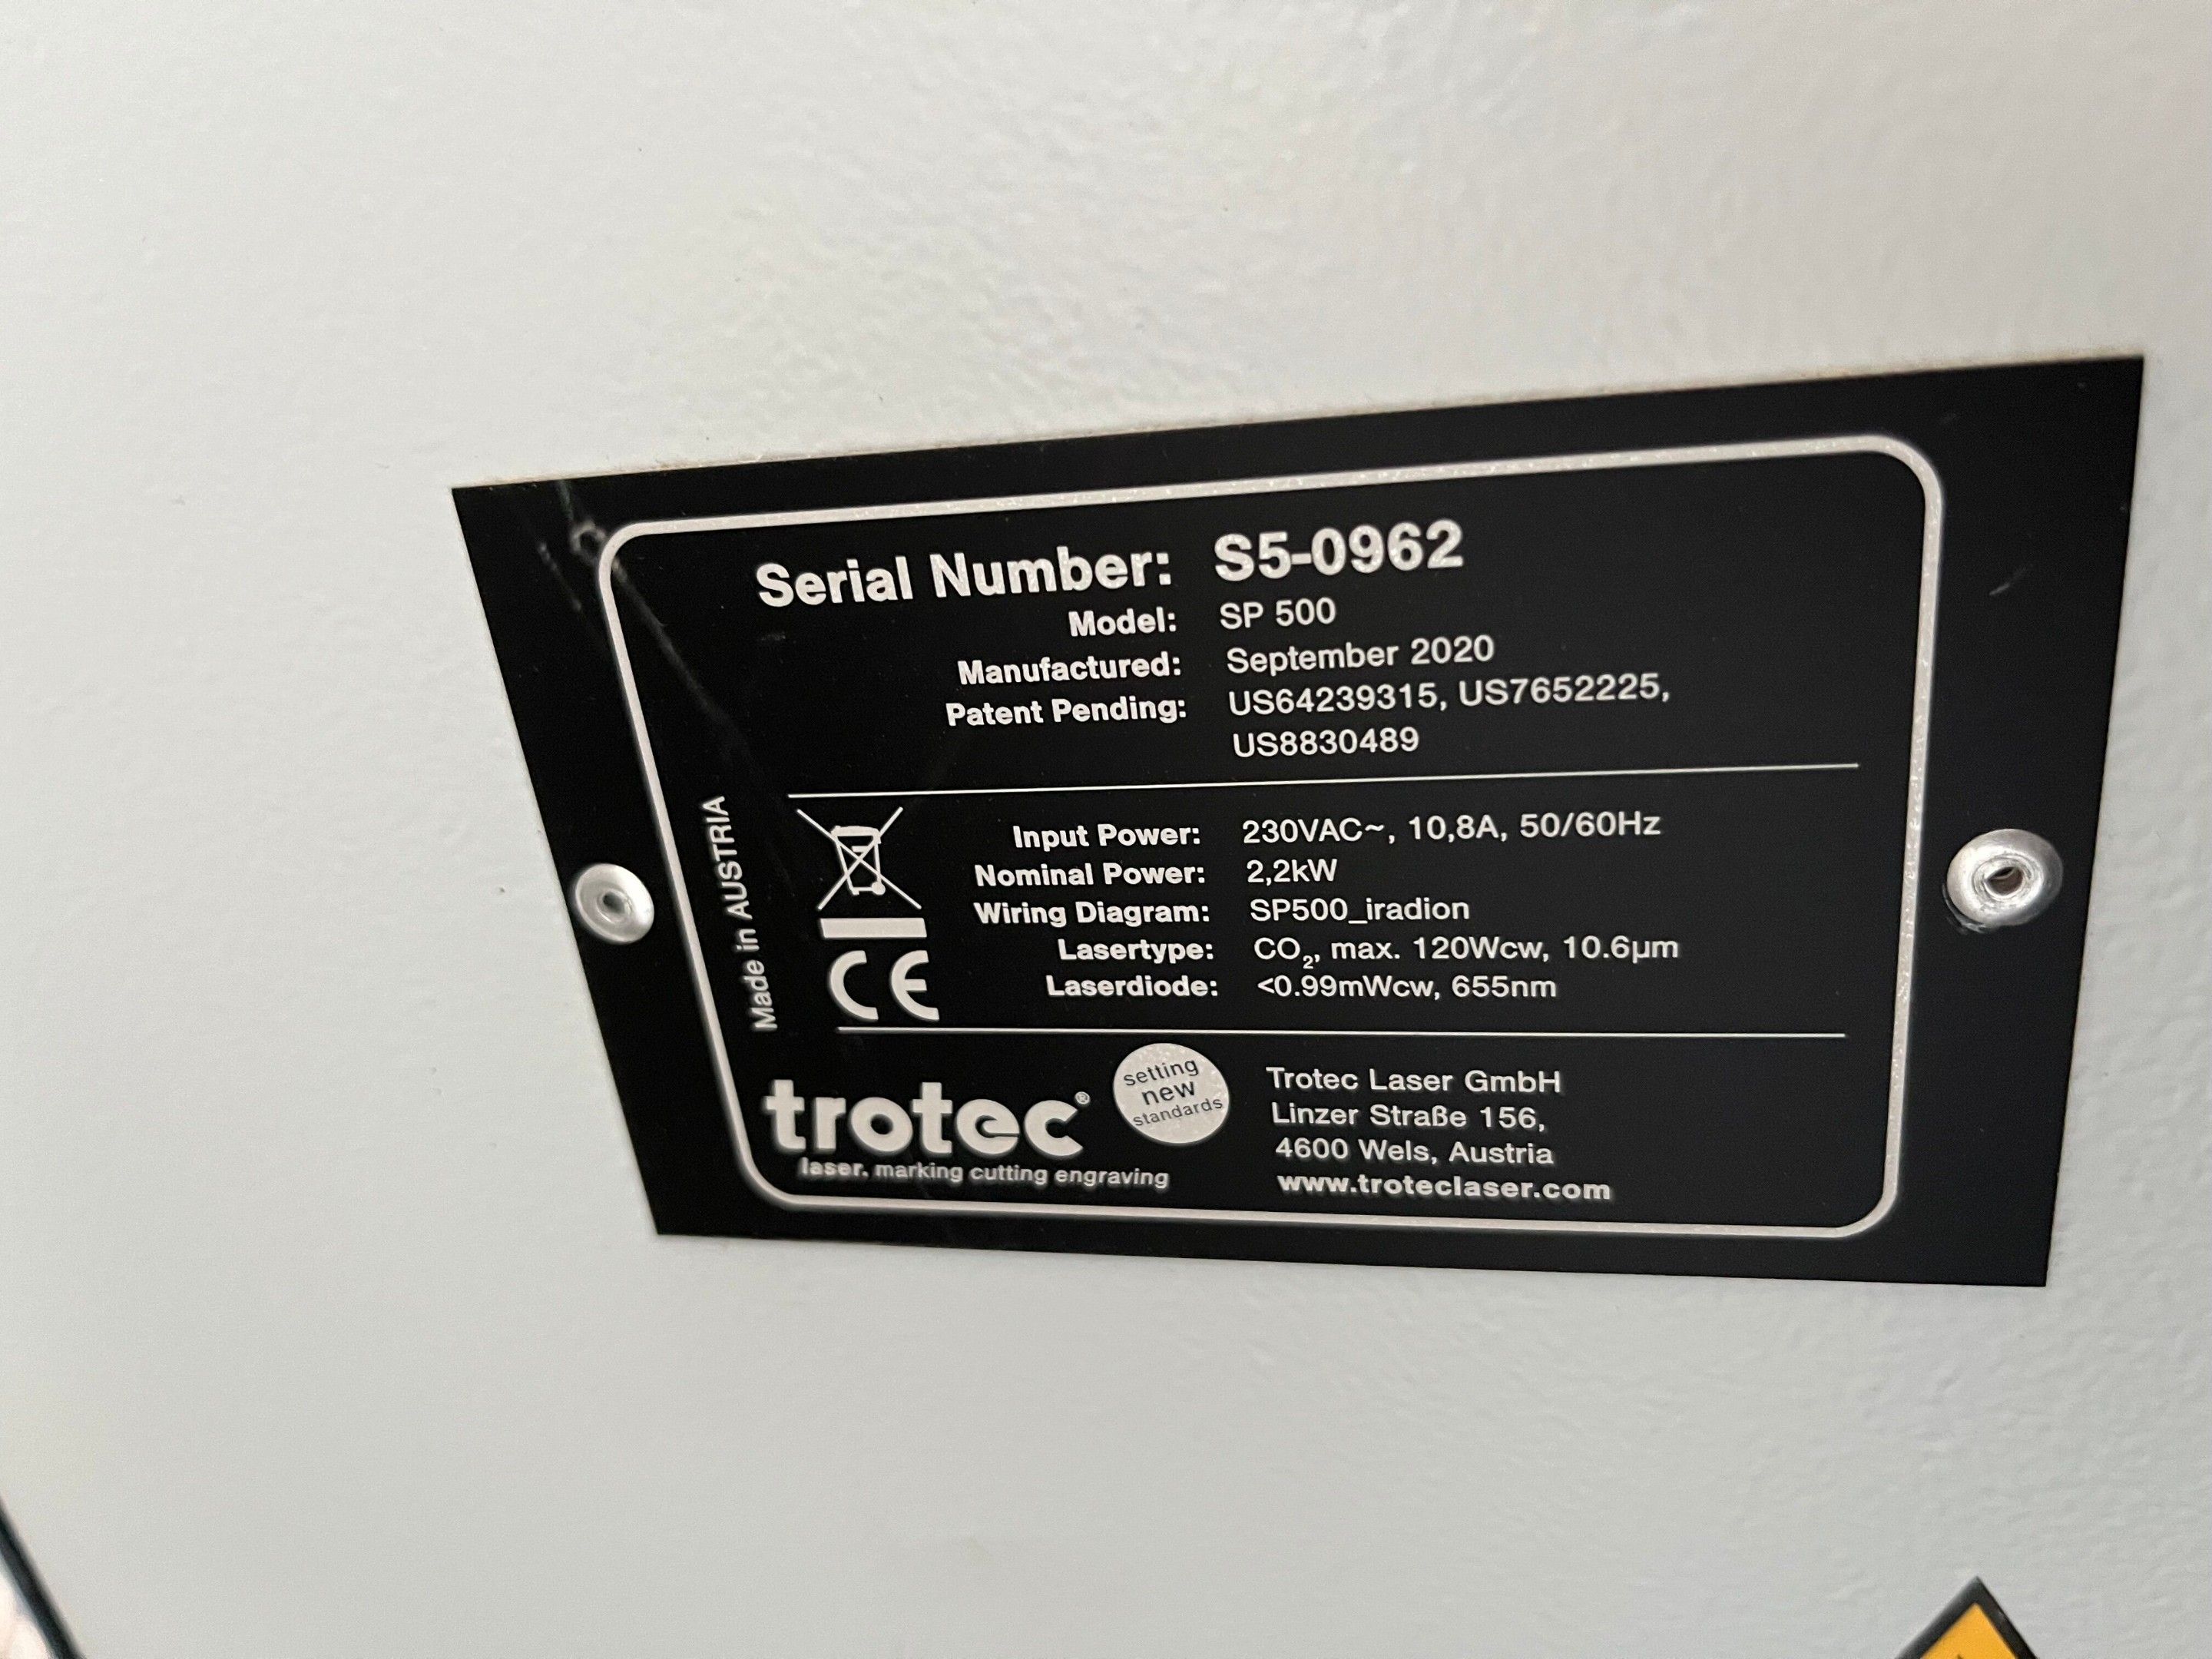 Serial Number: S5-0962
Model: SP 500
Manufactured: September 2020
Patent Pending: US64239315, US7652225,
US8830489
Made in AUSTRIA
Input Power: 230VAC~, 10,8A, 50/60Hz
Nominal Power: 2,2kW
Wiring Diagram: SP500_iradion
Lasertype: CO₂, max. 120Wcw, 10.6µm
Laserdiode: <0.99mWcw, 655nm
CE
trotec®
laser. marking cutting engraving
setting
new
standards
Trotec Laser GmbH
Linzer Straße 156,
4600 Wels, Austria
www.troteclaser.com